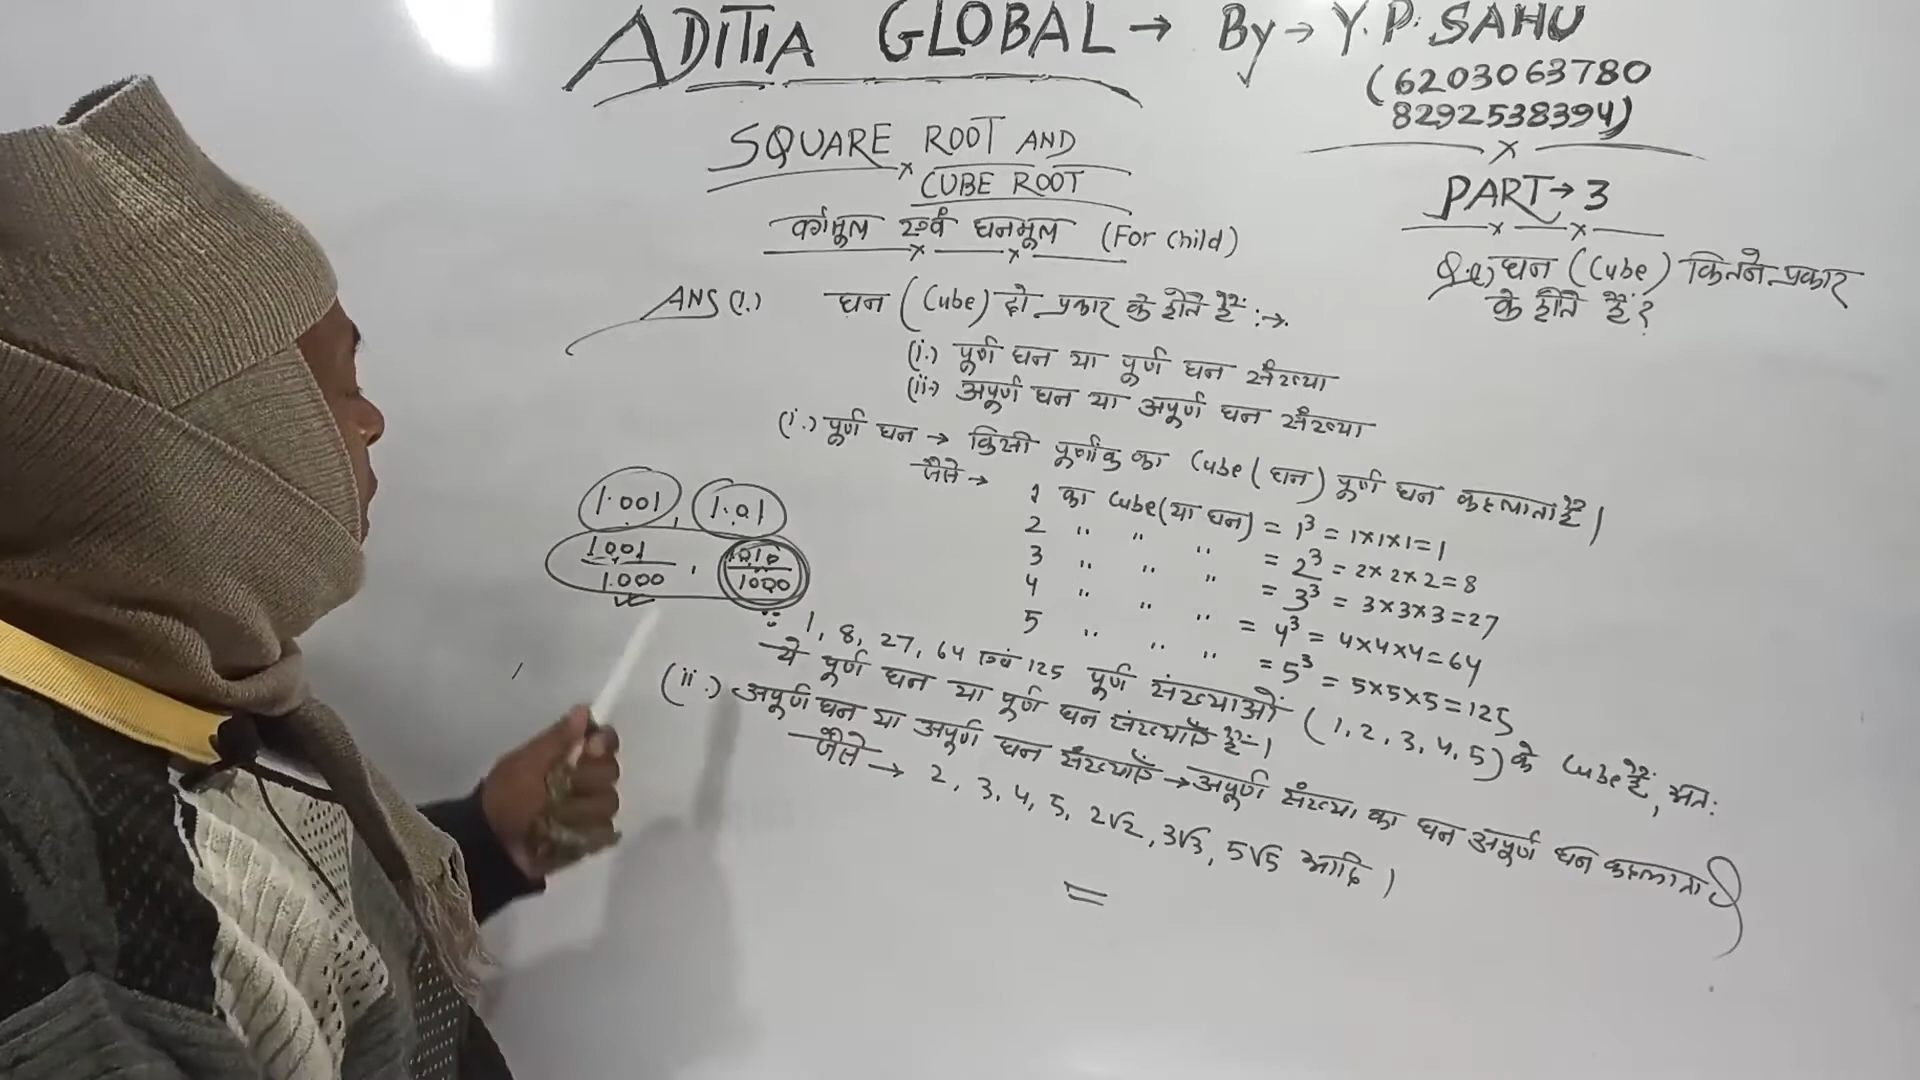 ADITIA GLOBAL → By → Y.P. SAHU
(6203063780
8292538394)
SQUARE ROOT AND
CUBE ROOT
वर्गमूल एवं घनमूल (For child)
PART → 3
Q.(1.) घन (Cube) कितने प्रकार
के होते हैं?
ANS (1.) घन (Cube) दो प्रकार के होते हैं :→.
(i.) पूर्ण घन या पूर्ण घन संख्या
(ii.) अपूर्ण घन या अपूर्ण घन संख्या
(i.) पूर्ण घन → किसी पूर्णांक का Cube (घन) पूर्ण घन कहलाता है।
जैसे →
1 का Cube (या घन) = 1³ = 1×1×1=1
2 " " " = 2³ = 2×2×2=8
3 " " " = 3³ = 3×3×3=27
4 " " " = 4³ = 4×4×4=64
5 " " " = 5³ = 5×5×5=125
1.001, 1.01
1001/1.000, 1010/1000
∵ 1, 8, 27, 64 एवं 125 पूर्ण संख्याओं (1, 2, 3, 4, 5) के Cube हैं, अतः
ये पूर्ण घन या पूर्ण घन संख्याएँ हैं।
(ii.) अपूर्ण घन या अपूर्ण घन संख्याएँ → अपूर्ण संख्या का घन अपूर्ण घन कहलाता है
जैसे → 2, 3, 4, 5, 2√2, 3√3, 5√5 आदि।